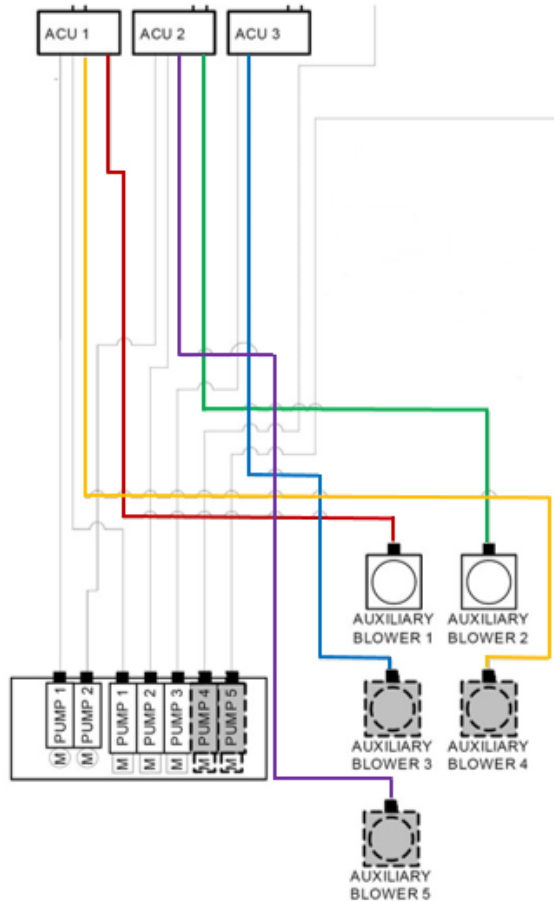 ACU 1
ACU 2
ACU 3
AUXILIARY
BLOWER 1
AUXILIARY
BLOWER 2
M PUMP 1
M PUMP 2
M PUMP 1
M PUMP 2
M PUMP 3
M PUMP 4
M PUMP 5
AUXILIARY
BLOWER 3
AUXILIARY
BLOWER 4
AUXILIARY
BLOWER 5